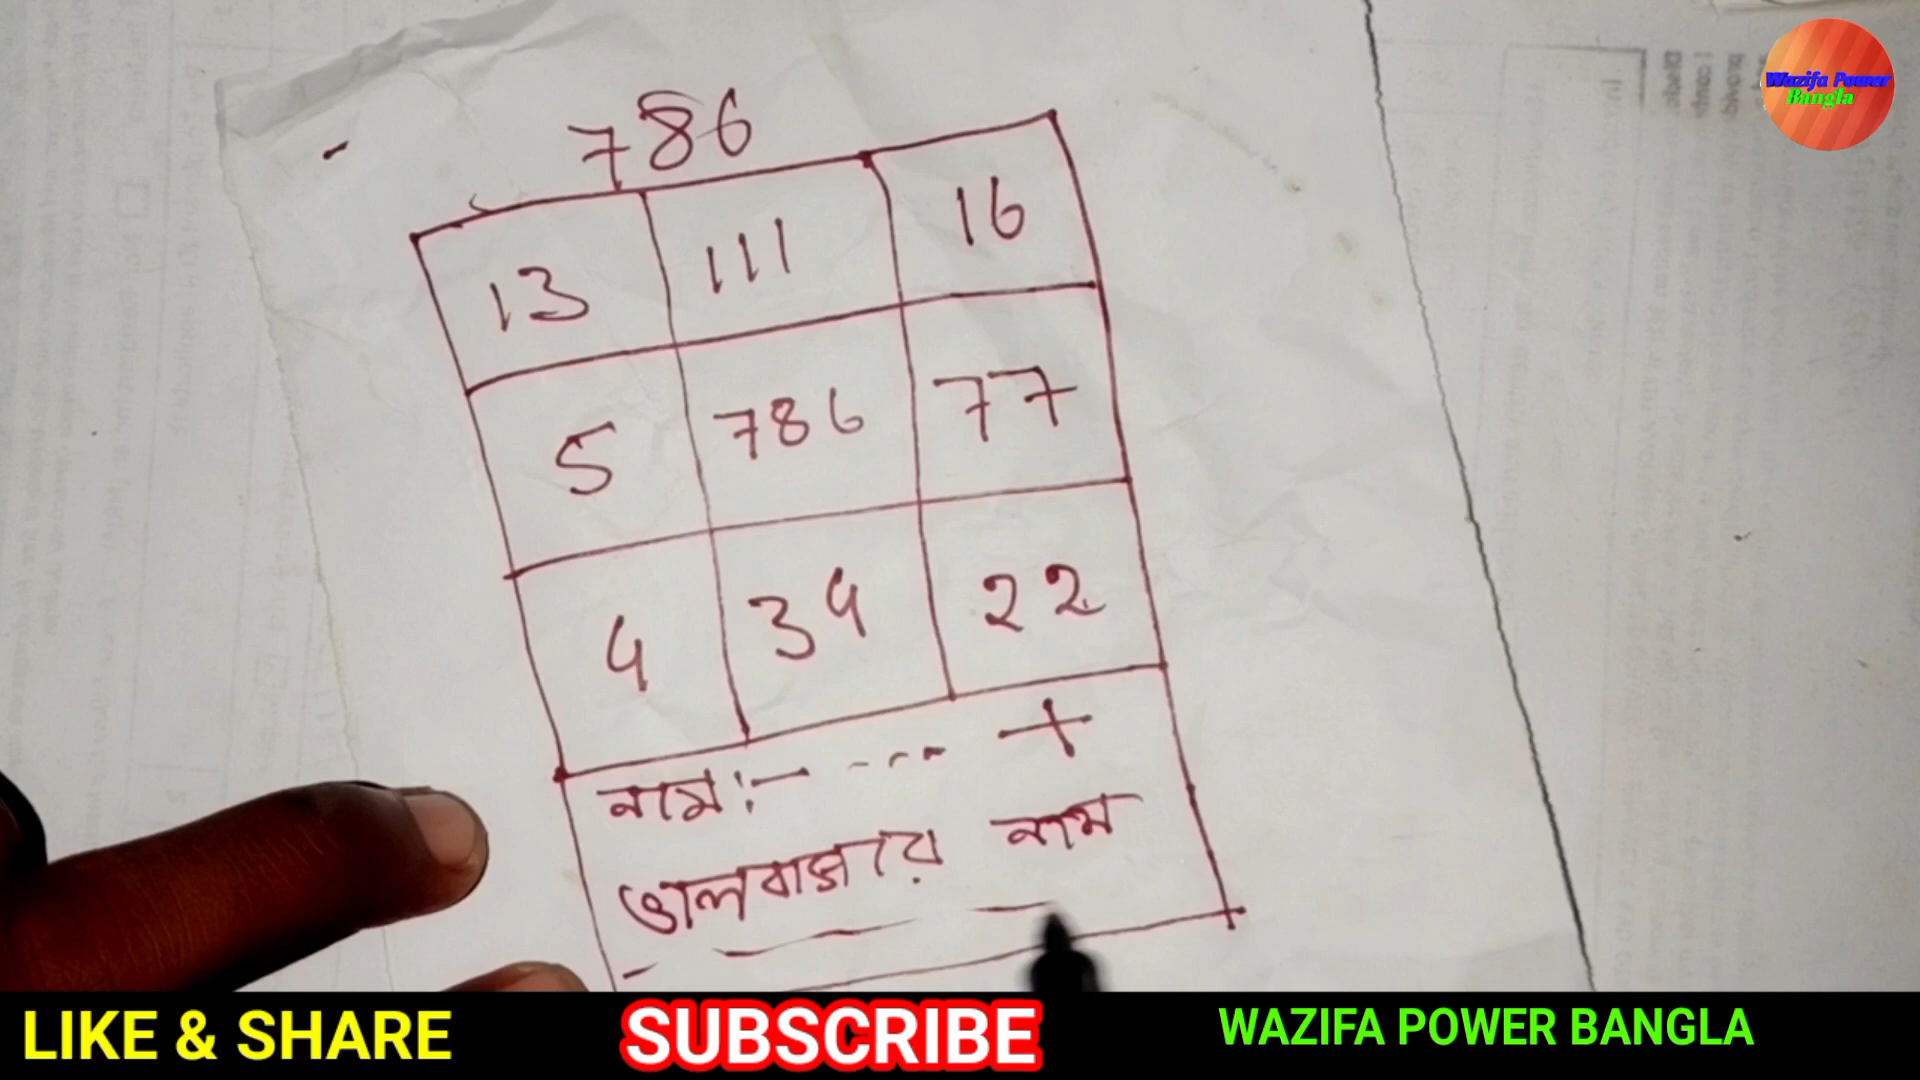 Wazifa Power
Bangla
786
13 111 16
5 786 77
4 34 22
নাম:- ---- +
ভালবাসার নাম
LIKE & SHARE SUBSCRIBE WAZIFA POWER BANGLA